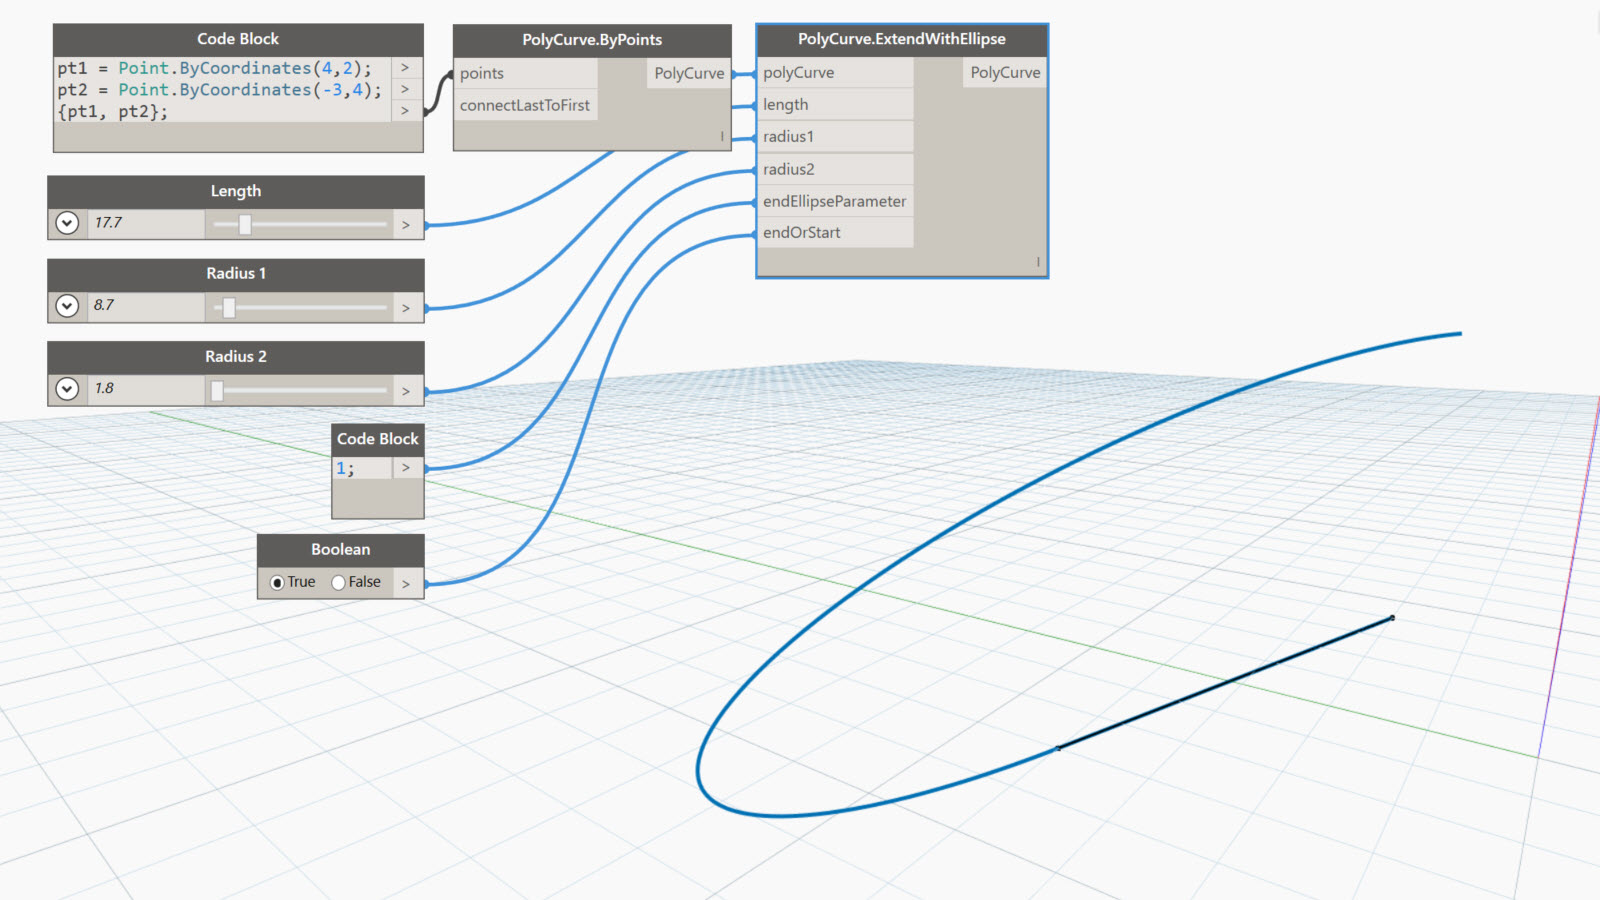 Code Block
pt1 = Point.ByCoordinates(4,2); >
pt2 = Point.ByCoordinates(-3,4); >
{pt1, pt2}; >
PolyCurve.ByPoints
points PolyCurve
connectLastToFirst
PolyCurve.ExtendWithEllipse
polyCurve PolyCurve
length
radius1
radius2
endEllipseParameter
endOrStart
Length
17.7 >
Radius 1
8.7 >
Radius 2
1.8 >
Code Block
1; >
Boolean
True False >